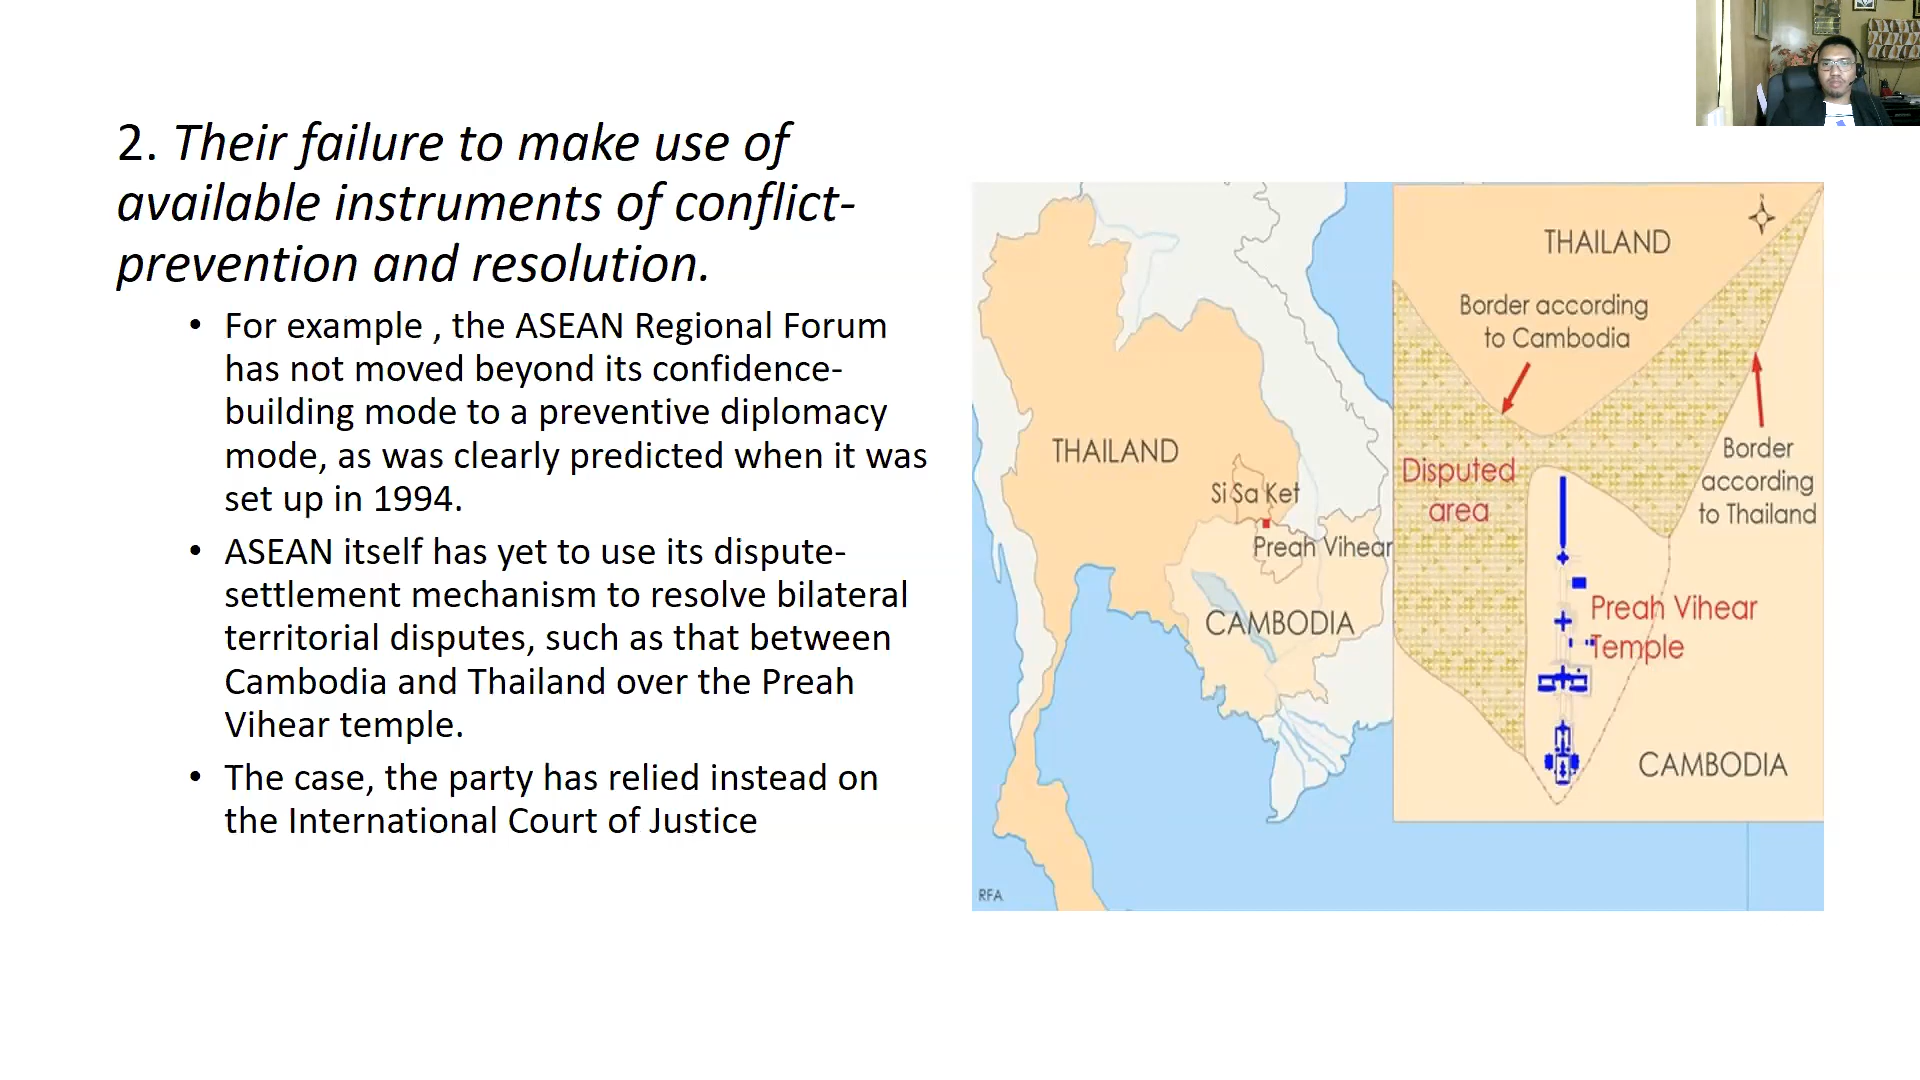 2. Their failure to make use of
available instruments of conflict-
prevention and resolution.
• For example , the ASEAN Regional Forum
has not moved beyond its confidence-
building mode to a preventive diplomacy
mode, as was clearly predicted when it was
set up in 1994.
• ASEAN itself has yet to use its dispute-
settlement mechanism to resolve bilateral
territorial disputes, such as that between
Cambodia and Thailand over the Preah
Vihear temple.
• The case, the party has relied instead on
the International Court of Justice
THAILAND
Si Sa Ket
Preah Vihear
CAMBODIA
RFA
N
THAILAND
Border according
to Cambodia
Disputed
area
Border
according
to Thailand
Preah Vihear
Temple
CAMBODIA